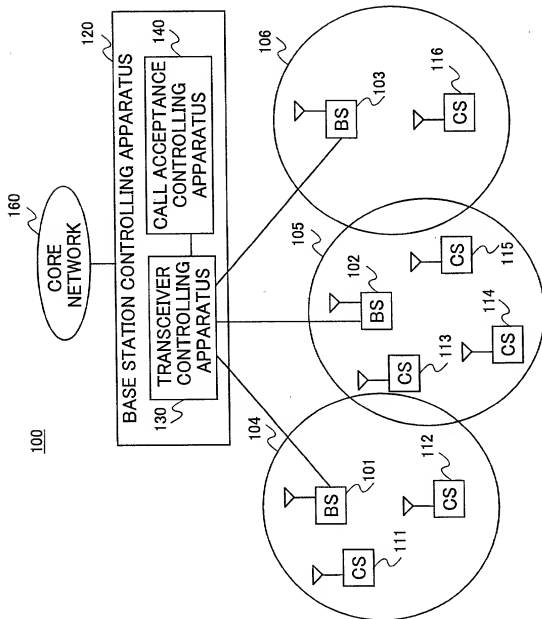 100
160
CORE
NETWORK
120
BASE STATION CONTROLLING APPARATUS
130
TRANSCEIVER
CONTROLLING
APPARATUS
140
CALL ACCEPTANCE
CONTROLLING
APPARATUS
104
BS
101
CS
111
CS
112
105
BS
102
CS
113
CS
114
CS
115
106
BS
103
CS
116